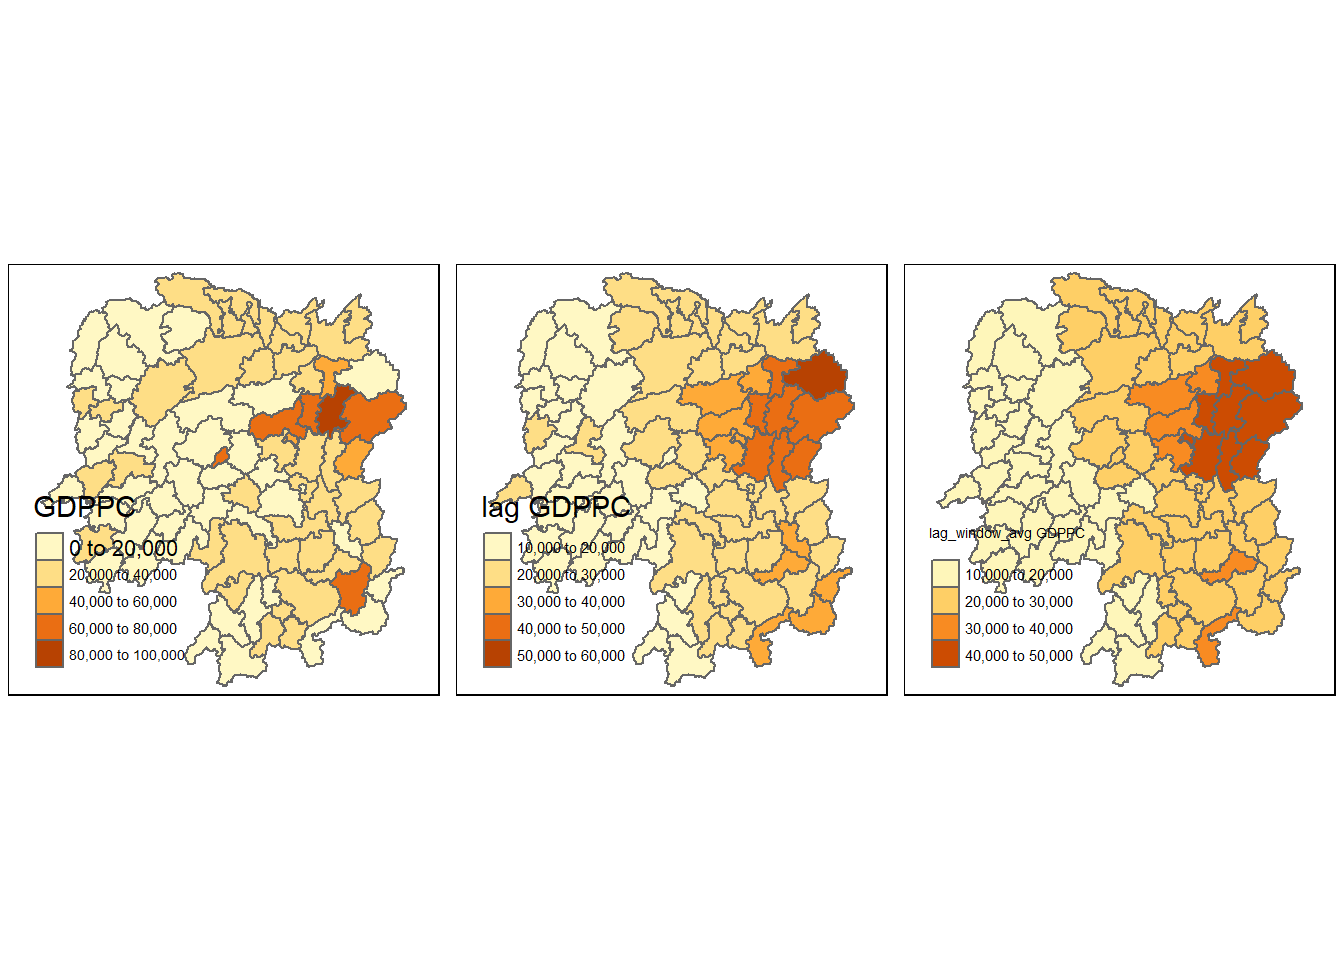 GDPPC
0 to 20,000
20,000 to 40,000
40,000 to 60,000
60,000 to 80,000
80,000 to 100,000
lag GDPPC
10,000 to 20,000
20,000 to 30,000
30,000 to 40,000
40,000 to 50,000
50,000 to 60,000
lag_window_avg GDPPC
10,000 to 20,000
20,000 to 30,000
30,000 to 40,000
40,000 to 50,000